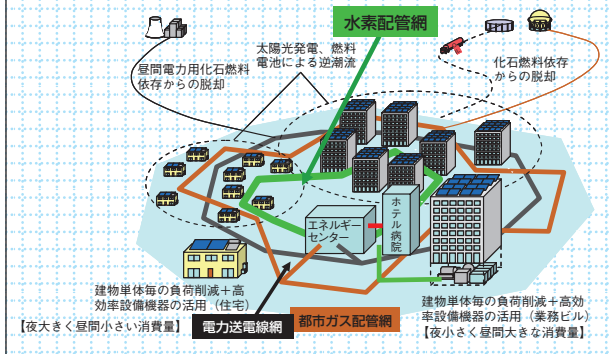 水素配管網
太陽光発電、燃料
電池による逆潮流
昼間電力用化石燃料
依存からの脱却
化石燃料依存
からの脱却
エネルギー
センター
ホテル
病院
建物単体毎の負荷削減+高
効率設備機器の活用(住宅)
【夜大きく昼間小さい消費量】
電力送電線網
都市ガス配管網
建物単体毎の負荷削減+高効
率設備機器の活用(業務ビル)
【夜小さく昼間大きな消費量】